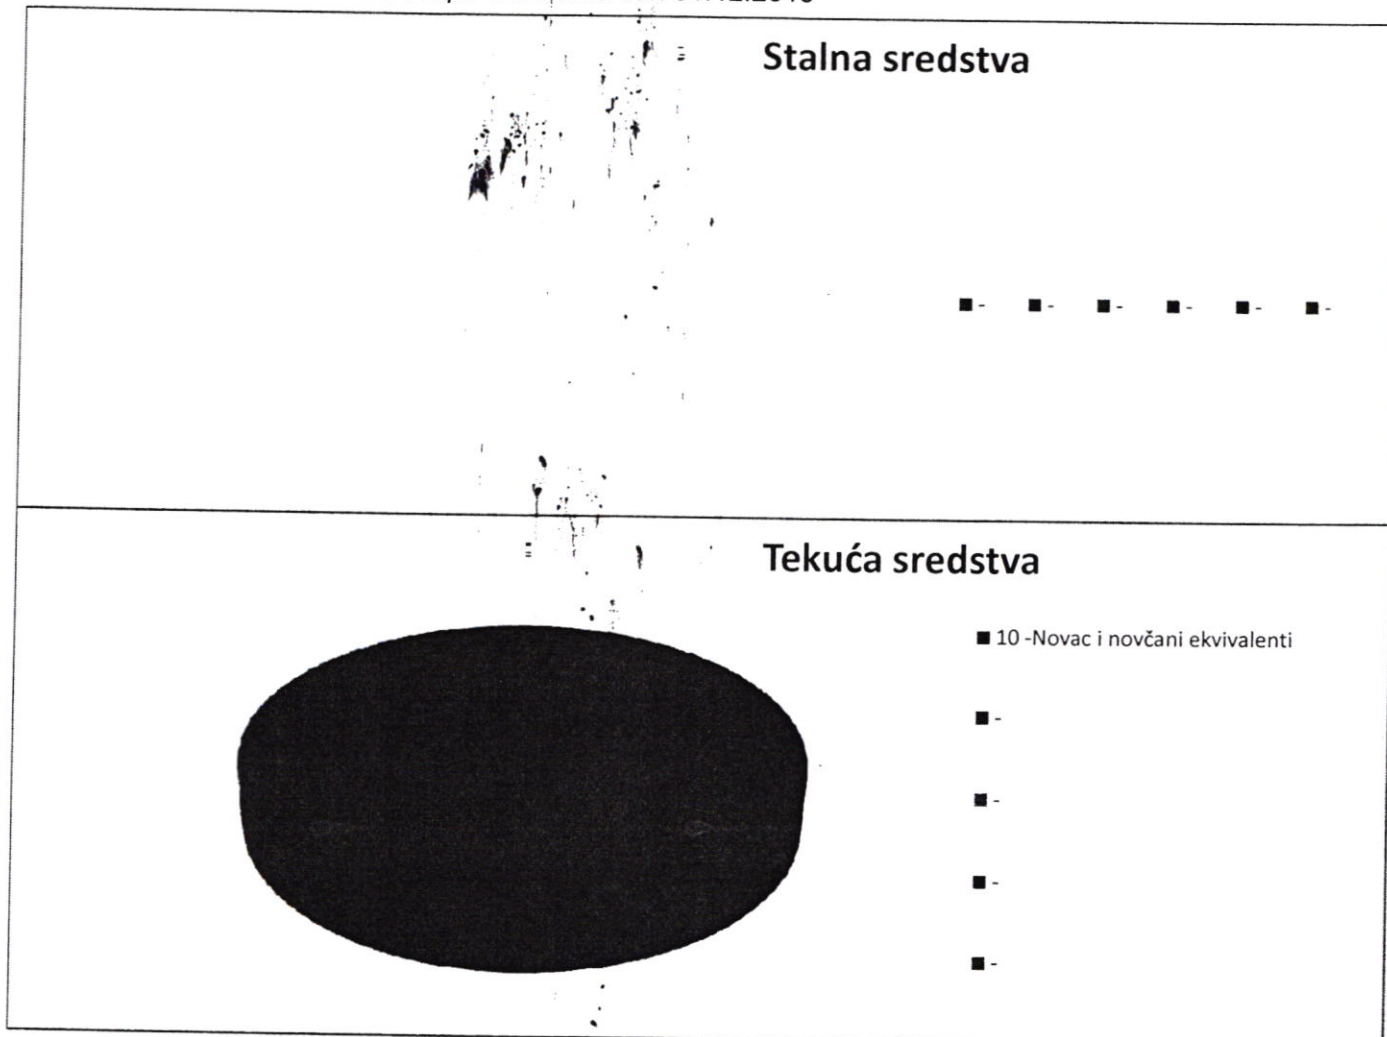 Stalna sredstva
- - - - - -
Tekuća sredstva
10 -Novac i novčani ekvivalenti
-
-
-
-